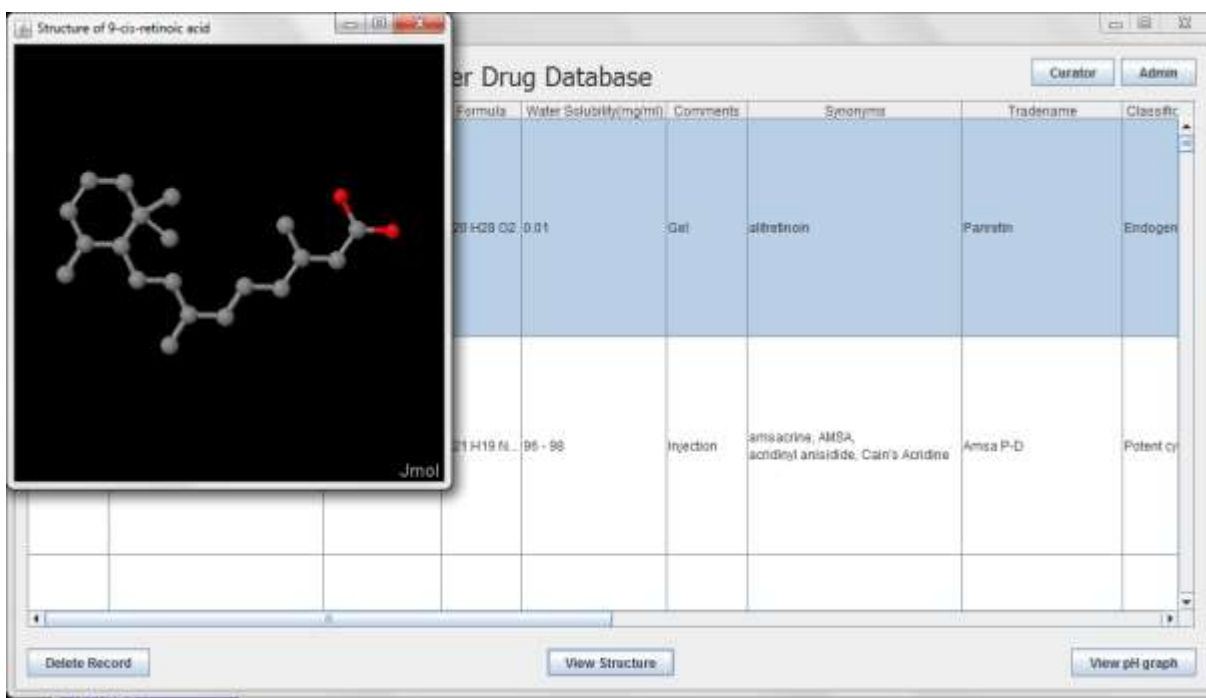 Structure of 9-cis-retinoic acid
er Drug Database
Curator Admin
Formula Water Solubility(mg/ml) Comments Synonyms Tradename Classific
20 H28 O2 0.01 Gel alitretinoin Panretin Endogen
amsacrine, AMSA,
21 H19 N... 96 - 98 Injection acridinyl anisidide, Cain's Acridine Amsa P-D Potent cy
Jmol
Delete Record View Structure View pH graph